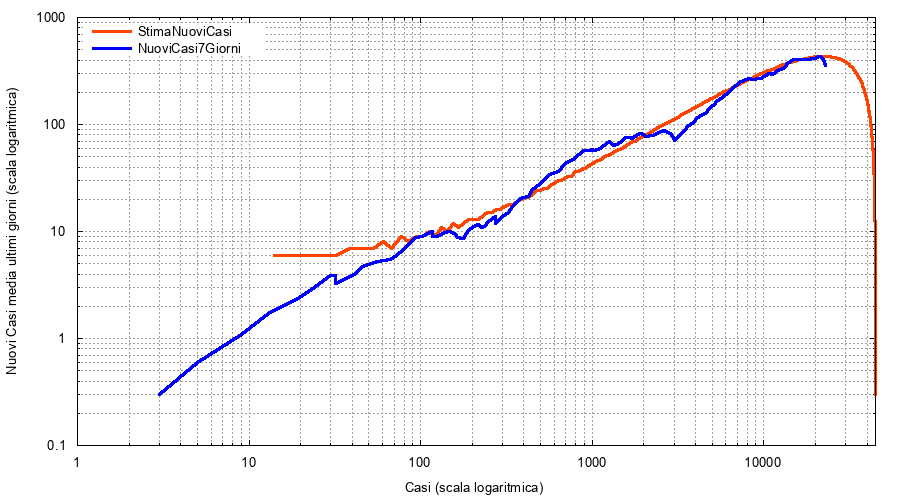 1000
StimaNuoviCasi
NuoviCasi7Giorni
100
10
1
0.1
Nuovi Casi media ultimi giorni (scala logaritmica)
1 10 100 1000 10000
Casi (scala logaritmica)